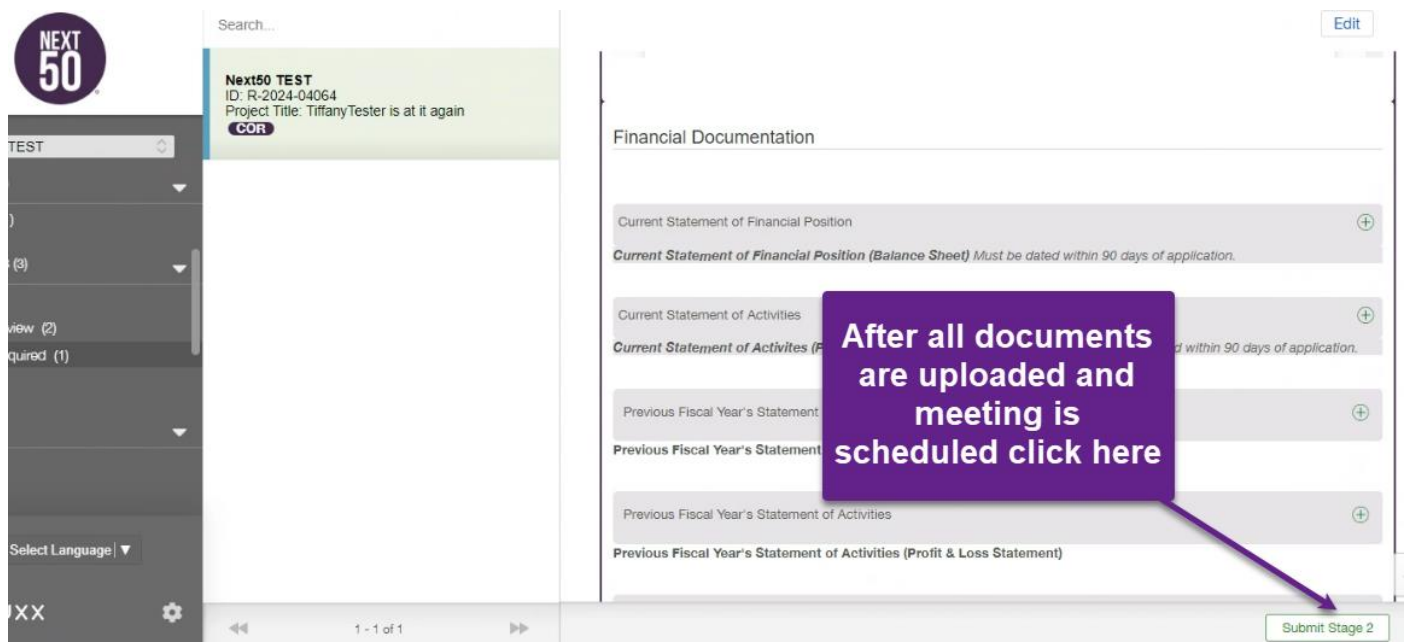 NEXT
50
TEST
)
(3)
view (2)
quired (1)
Select Language ▼
UXX
Search...
Next50 TEST
ID: R-2024-04064
Project Title: TiffanyTester is at it again
COR
1 - 1 of 1
Edit
Financial Documentation
Current Statement of Financial Position
Current Statement of Financial Position (Balance Sheet) Must be dated within 90 days of application.
Current Statement of Activities
Current Statement of Activites (P
d within 90 days of application.
Previous Fiscal Year's Statement
Previous Fiscal Year's Statement
Previous Fiscal Year's Statement of Activities
Previous Fiscal Year's Statement of Activities (Profit & Loss Statement)
After all documents
are uploaded and
meeting is
scheduled click here
Submit Stage 2